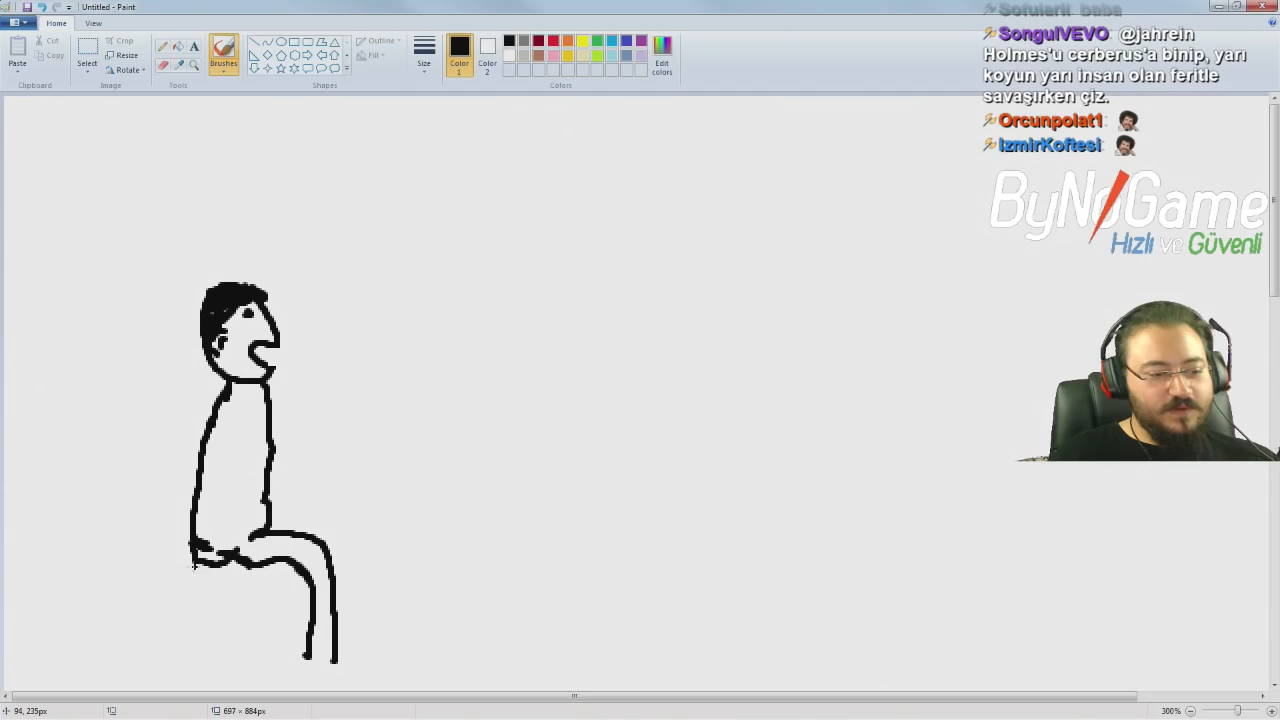 Untitled - Paint
Home View
Paste
Cut
Copy
Clipboard
Select
Crop
Resize
Rotate
Image
A
Tools
Brushes
Outline
Fill
Shapes
Size
Color
1
Color
2
Edit
colors
Colors
Sofularli baba
SongulVEVO: @jahrein
Holmes'u cerberus'a binip, yarı
koyun yarı insan olan feritle
savaşırken çiz.
Orcunpolat1:
IzmirKoftesi:
ByNoGame
Hızlı ve Güvenli
94, 235px
697 × 884px
300%